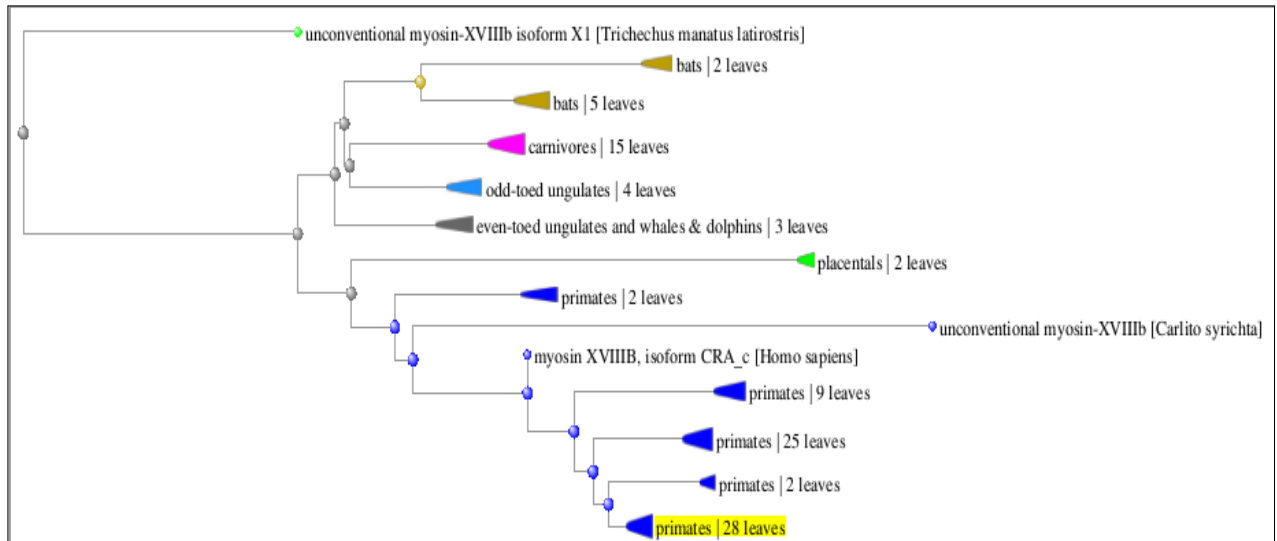 unconventional myosin-XVIIIb isoform X1 [Trichechus manatus latirostris]
bats | 2 leaves
bats | 5 leaves
carnivores | 15 leaves
odd-toed ungulates | 4 leaves
even-toed ungulates and whales & dolphins | 3 leaves
placentals | 2 leaves
primates | 2 leaves
unconventional myosin-XVIIIb [Carlito syrichta]
myosin XVIIIB, isoform CRA_c [Homo sapiens]
primates | 9 leaves
primates | 25 leaves
primates | 2 leaves
primates | 28 leaves